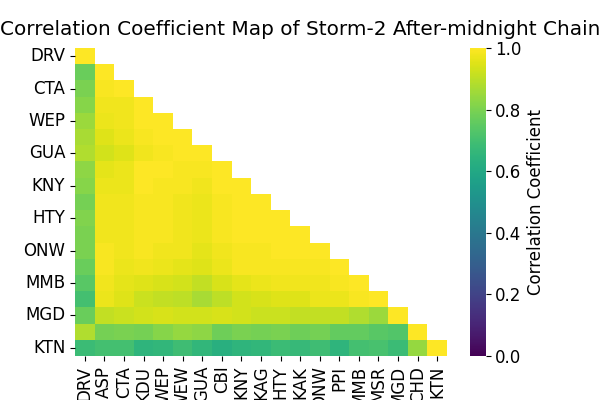 Correlation Coefficient Map of Storm-2 After-midnight Chain
DRV
CTA
WEP
GUA
KNY
HTY
ONW
MMB
MGD
KTN
DRV
ASP
CTA
KDU
WEP
WEW
GUA
CBI
KNY
KAG
HTY
KAK
ONW
PPI
MMB
MSR
MGD
CHD
KTN
1.0
0.8
0.6
0.4
0.2
0.0
Correlation Coefficient